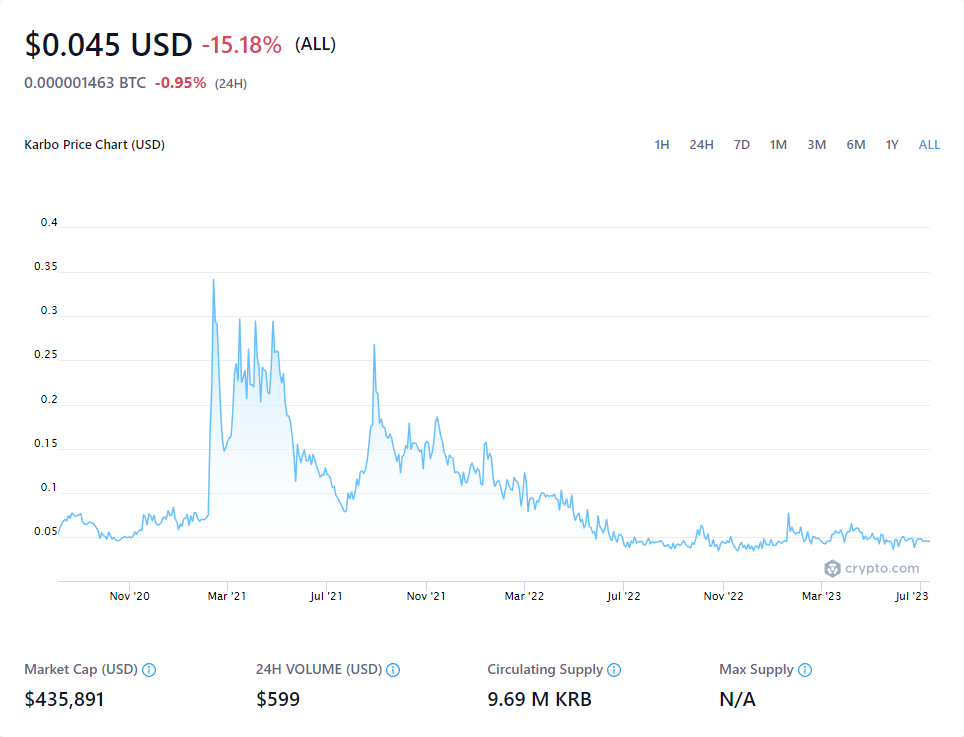 $0.045 USD -15.18% (ALL)
0.000001463 BTC -0.95% (24H)
Karbo Price Chart (USD) 1H 24H 7D 1M 3M 6M 1Y ALL
0.4
0.35
0.3
0.25
0.2
0.15
0.1
0.05
crypto.com
Nov '20 Mar '21 Jul '21 Nov '21 Mar '22 Jul '22 Nov '22 Mar '23 Jul '23
Market Cap (USD) 24H VOLUME (USD) Circulating Supply Max Supply
$435,891 $599 9.69 M KRB N/A